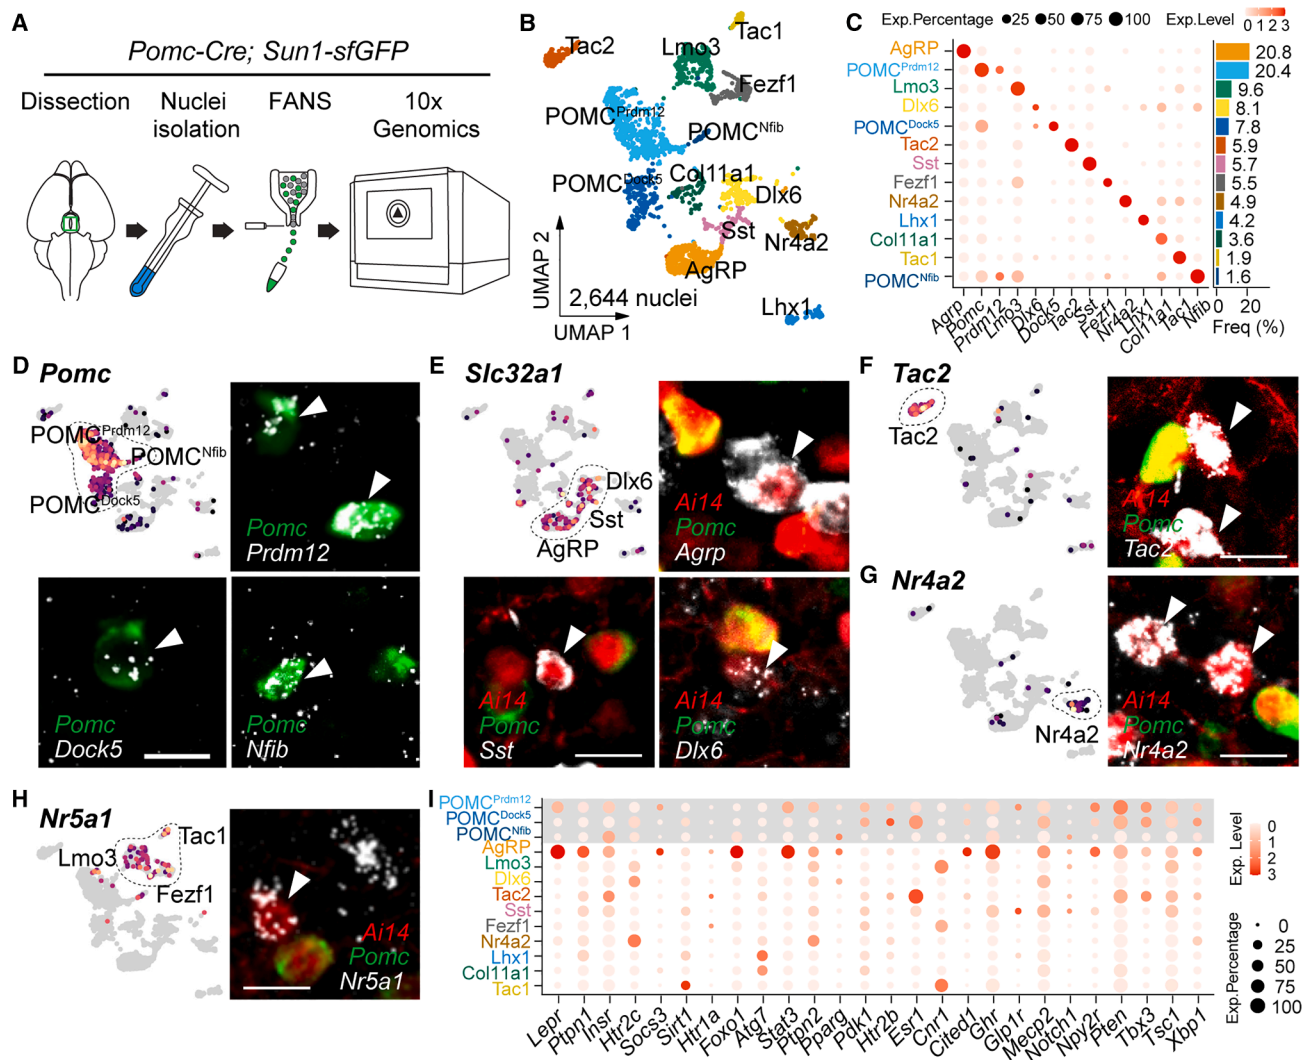 A
Pomc-Cre; Sun1-sfGFP
Dissection
Nuclei isolation
FANS
10x Genomics
B
Tac2
Lmo3
Tac1
Fezf1
POMCPrdm12
POMCNfib
POMCDock5
Col11a1
Dlx6
Sst
Nr4a2
AgRP
Lhx1
UMAP 2
2,644 nuclei
UMAP 1
C
Exp.Percentage 25 50 75 100
Exp.Level 0 1 2 3
AgRP 20.8
POMCPrdm12 20.4
Lmo3 9.6
Dlx6 8.1
POMCDock5 7.8
Tac2 5.9
Sst 5.7
Fezf1 5.5
Nr4a2 4.9
Lhx1 4.2
Col11a1 3.6
Tac1 1.9
POMCNfib 1.6
Agrp Pomc Prdm12 Lmo3 Dlx6 Dock5 Tac2 Sst Fezf1 Nr4a2 Lhx1 Col11a1 Tac1 Nfib
0 20
Freq (%)
D
Pomc
POMCPrdm12
POMCNfib
POMCDock5
Pomc
Prdm12
Pomc
Dock5
Pomc
Nfib
E
Slc32a1
Dlx6
Sst
AgRP
Ai14
Pomc
Agrp
Ai14
Pomc
Sst
Ai14
Pomc
Dlx6
F
Tac2
Tac2
Ai14
Pomc
Tac2
G
Nr4a2
Nr4a2
Ai14
Pomc
Nr4a2
H
Nr5a1
Tac1
Lmo3
Fezf1
Ai14
Pomc
Nr5a1
I
POMCPrdm12
POMCDock5
POMCNfib
AgRP
Lmo3
Dlx6
Tac2
Sst
Fezf1
Nr4a2
Lhx1
Col11a1
Tac1
Lepr Ptpn1 Insr Htr2c Socs3 Sirt1 Htr1a Foxo1 Atg7 Stat3 Ptpn2 Pparg Pdk1 Htr2b Esr1 Cnr1 Cited1 Ghr Glp1r Mecp2 Notch1 Npy2r Pten Tbx3 Tsc1 Xbp1
Exp. Level
0
1
2
3
Exp.Percentage
0
25
50
75
100